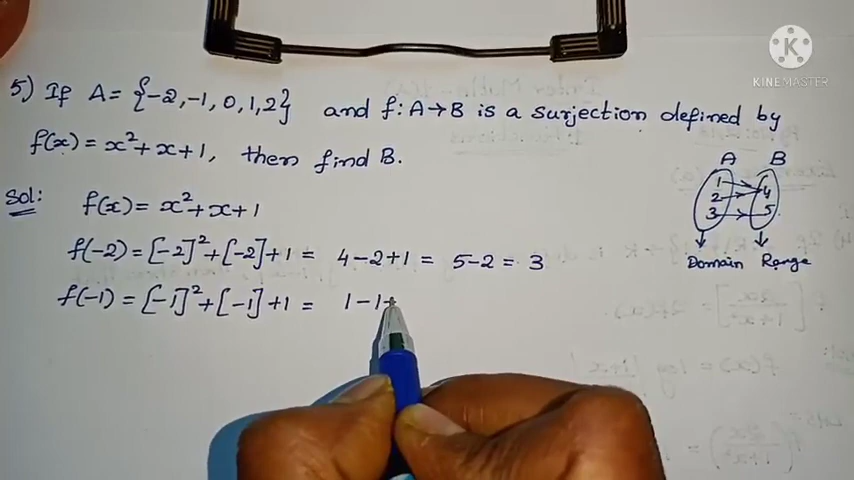 KINEMASTER
5) If A = {-2, -1, 0, 1, 2} and f: A→B is a surjection defined by
f(x) = x² + x + 1, then find B.
A B
Sol: f(x) = x² + x + 1
1 4
2 5
3
f(-2) = [-2]² + [-2] + 1 = 4 - 2 + 1 = 5 - 2 = 3
Domain Range
f(-1) = [-1]² + [-1] + 1 = 1 - 1 +